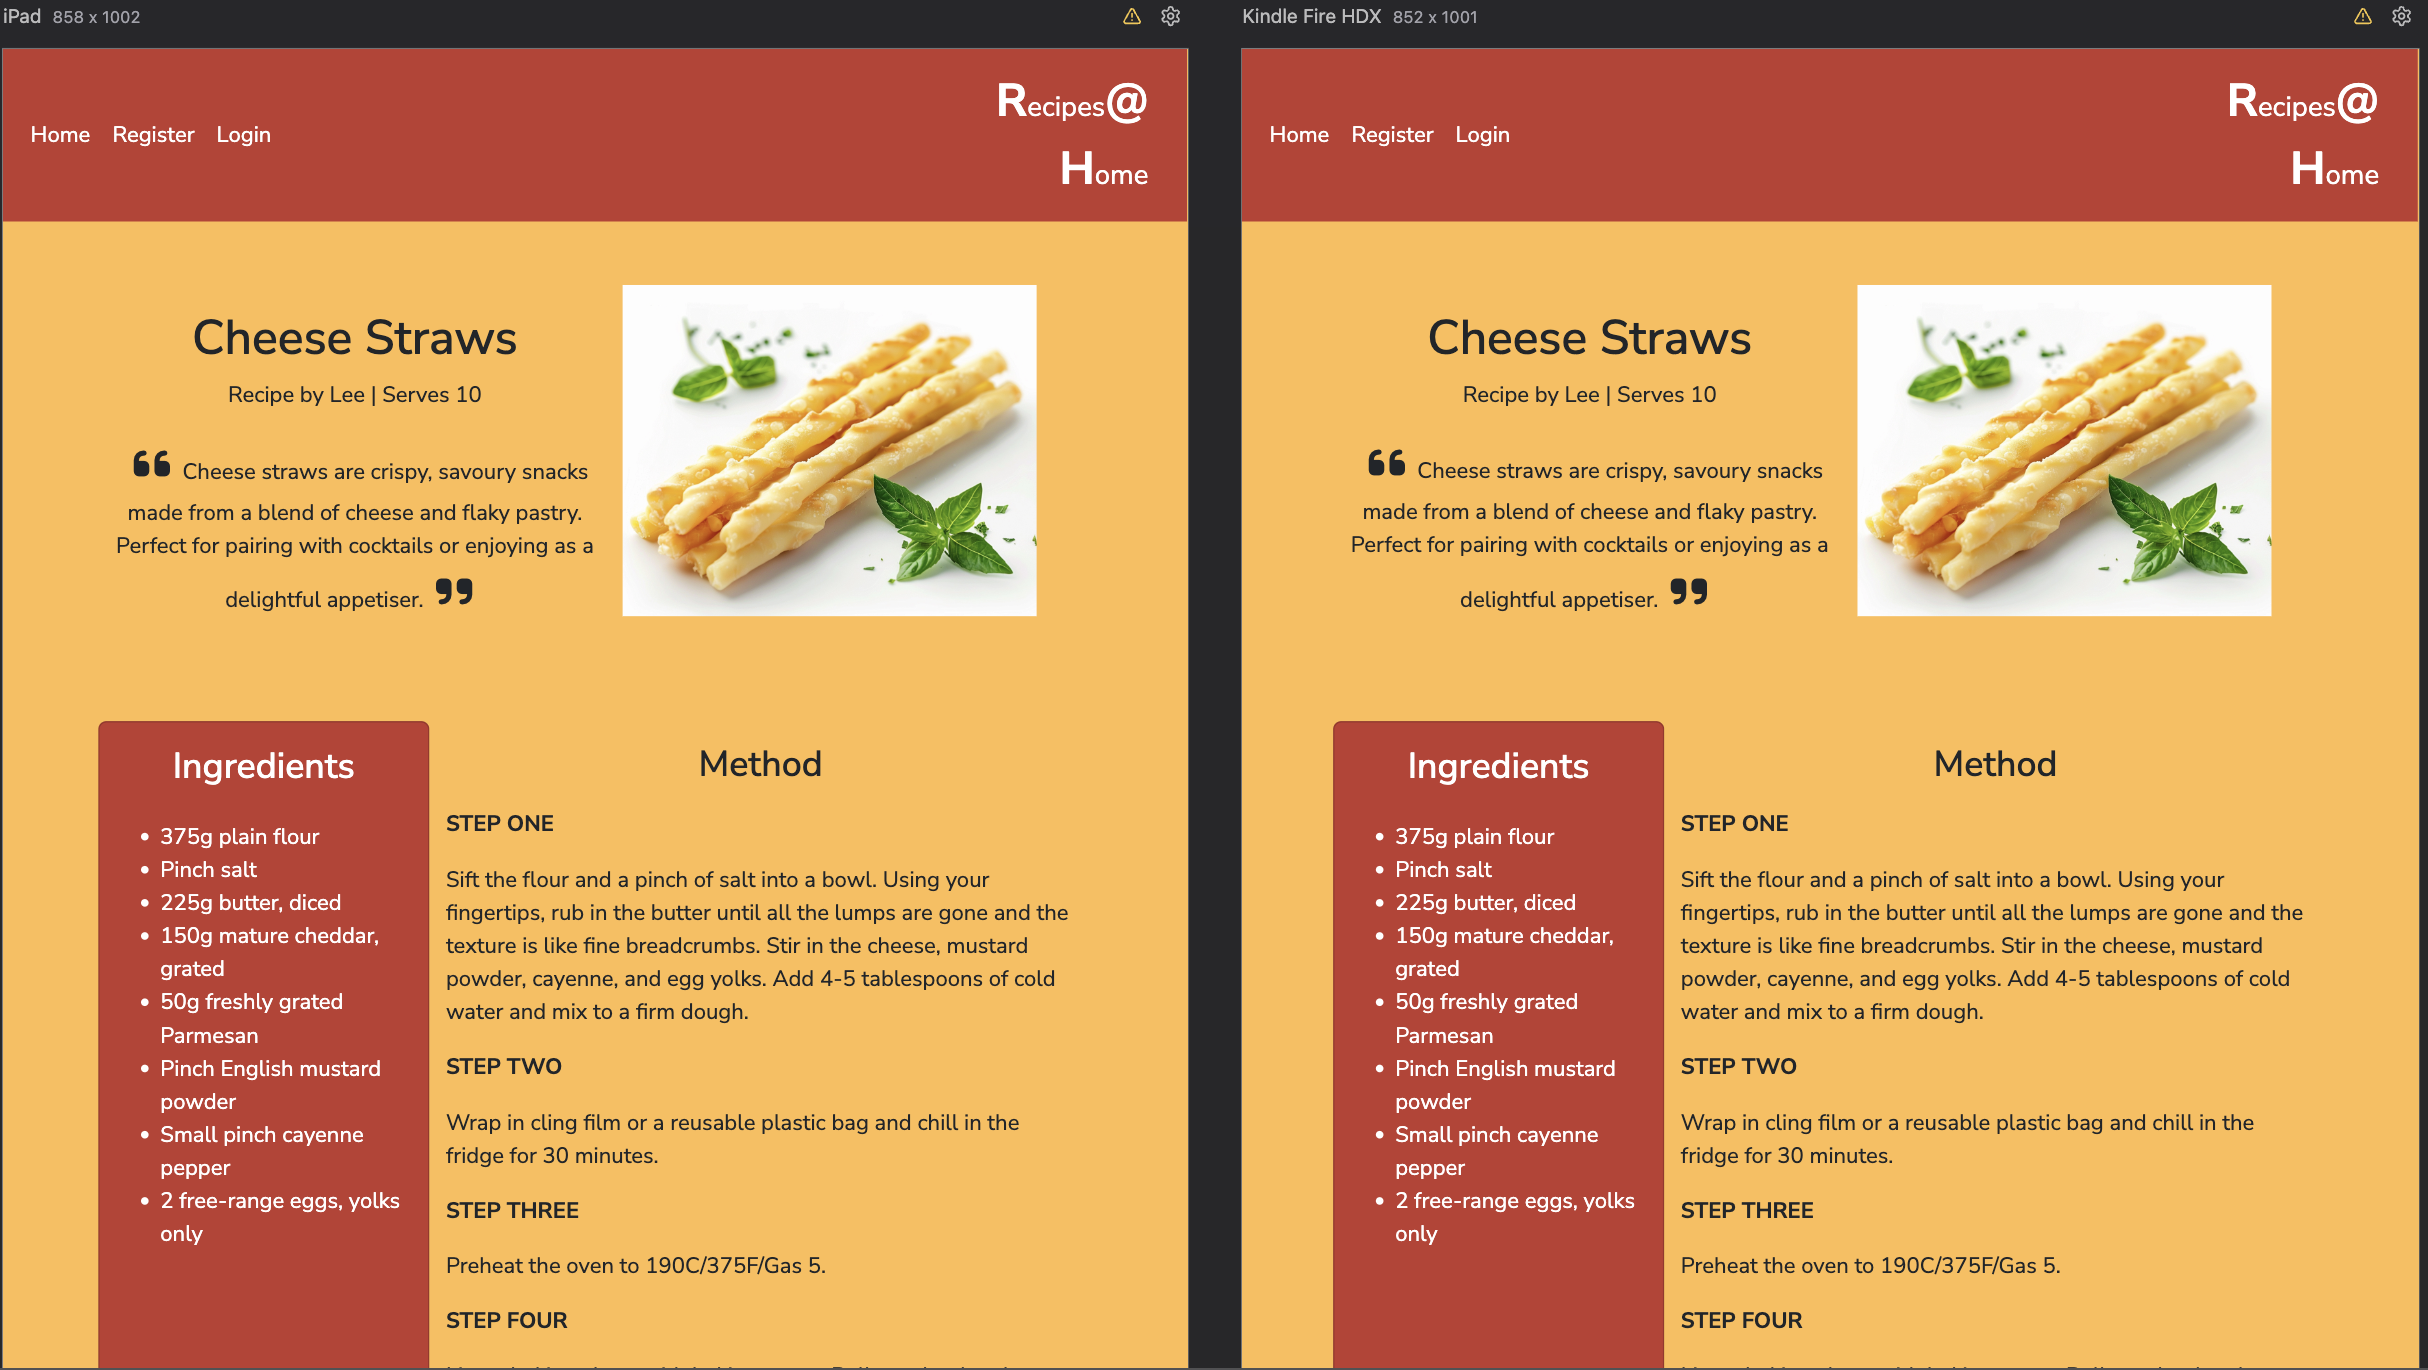 iPad 858 x 1002
Home Register Login
Recipes@
Home
Cheese Straws
Recipe by Lee | Serves 10
❝ Cheese straws are crispy, savoury snacks
made from a blend of cheese and flaky pastry.
Perfect for pairing with cocktails or enjoying as a
delightful appetiser. ❞
Ingredients
• 375g plain flour
• Pinch salt
• 225g butter, diced
• 150g mature cheddar,
grated
• 50g freshly grated
Parmesan
• Pinch English mustard
powder
• Small pinch cayenne
pepper
• 2 free-range eggs, yolks
only
Method
STEP ONE
Sift the flour and a pinch of salt into a bowl. Using your
fingertips, rub in the butter until all the lumps are gone and the
texture is like fine breadcrumbs. Stir in the cheese, mustard
powder, cayenne, and egg yolks. Add 4-5 tablespoons of cold
water and mix to a firm dough.
STEP TWO
Wrap in cling film or a reusable plastic bag and chill in the
fridge for 30 minutes.
STEP THREE
Preheat the oven to 190C/375F/Gas 5.
STEP FOUR
Kindle Fire HDX 852 x 1001
Home Register Login
Recipes@
Home
Cheese Straws
Recipe by Lee | Serves 10
❝ Cheese straws are crispy, savoury snacks
made from a blend of cheese and flaky pastry.
Perfect for pairing with cocktails or enjoying as a
delightful appetiser. ❞
Ingredients
• 375g plain flour
• Pinch salt
• 225g butter, diced
• 150g mature cheddar,
grated
• 50g freshly grated
Parmesan
• Pinch English mustard
powder
• Small pinch cayenne
pepper
• 2 free-range eggs, yolks
only
Method
STEP ONE
Sift the flour and a pinch of salt into a bowl. Using your
fingertips, rub in the butter until all the lumps are gone and the
texture is like fine breadcrumbs. Stir in the cheese, mustard
powder, cayenne, and egg yolks. Add 4-5 tablespoons of cold
water and mix to a firm dough.
STEP TWO
Wrap in cling film or a reusable plastic bag and chill in the
fridge for 30 minutes.
STEP THREE
Preheat the oven to 190C/375F/Gas 5.
STEP FOUR